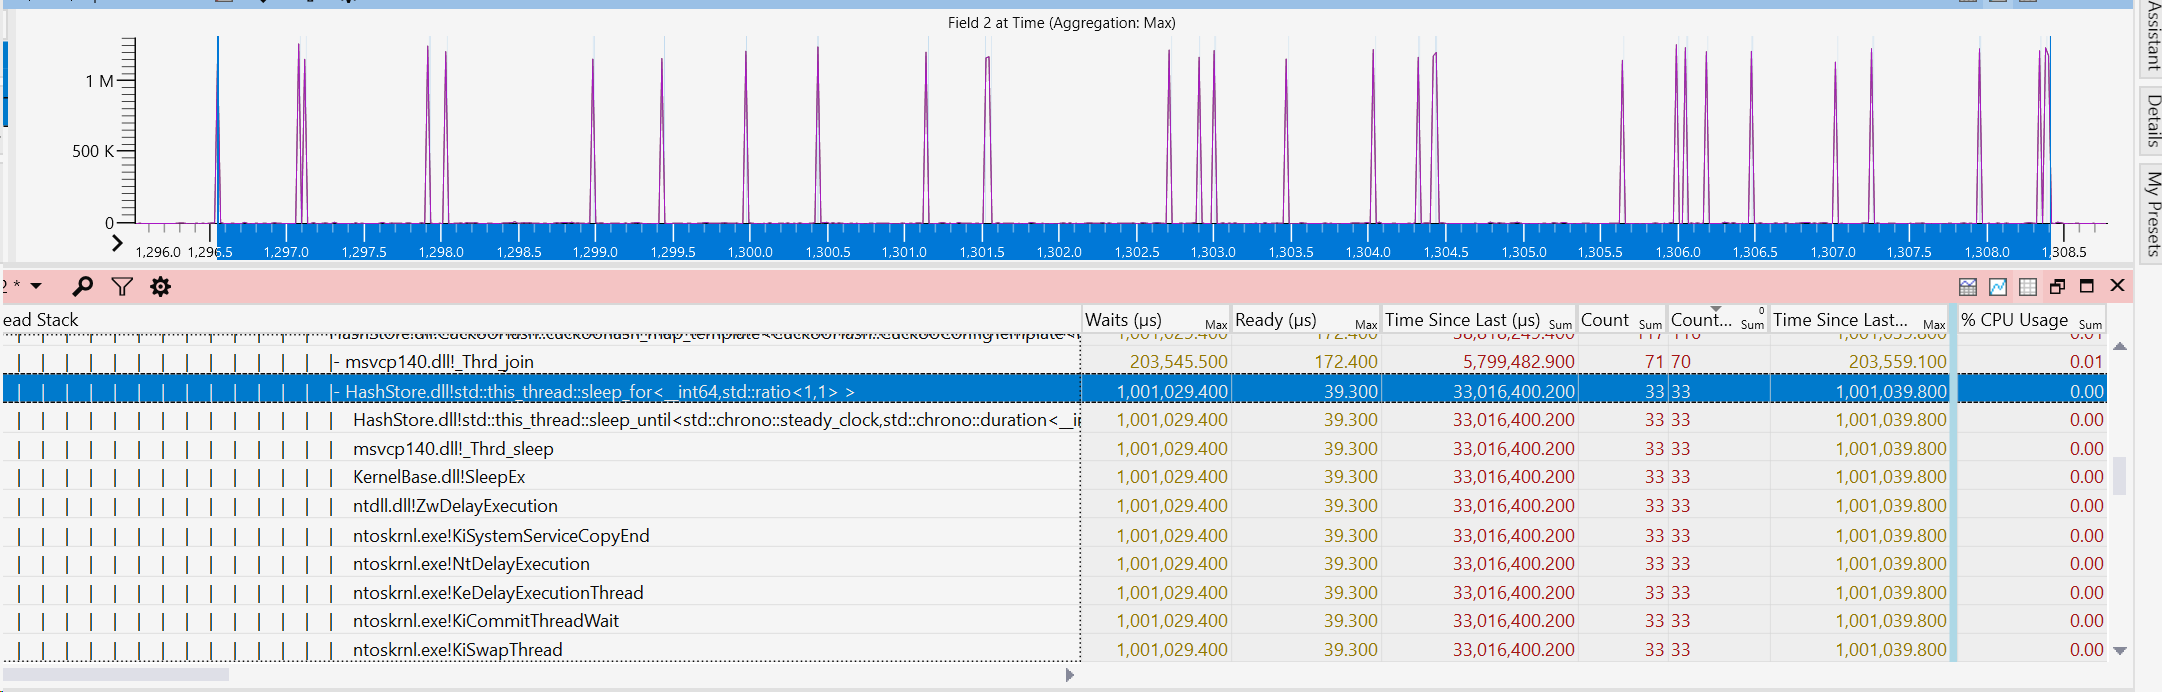 Field 2 at Time (Aggregation: Max)
1 M
500 K
0
1,296.0 1,296.5 1,297.0 1,297.5 1,298.0 1,298.5 1,299.0 1,299.5 1,300.0 1,300.5 1,301.0 1,301.5 1,302.0 1,302.5 1,303.0 1,303.5 1,304.0 1,304.5 1,305.0 1,305.5 1,306.0 1,306.5 1,307.0 1,307.5 1,308.0 1,308.5
Assistant
Details
My Presets
2 *
ead Stack Waits (µs) Max Ready (µs) Max Time Since Last (µs) Sum Count Sum Count... 0 Sum Time Since Last... Max % CPU Usage Sum
|- msvcp140.dll!_Thrd_join 203,545.500 172.400 5,799,482.900 71 70 203,559.100 0.01
|- HashStore.dll!std::this_thread::sleep_for<__int64,std::ratio<1,1> > 1,001,029.400 39.300 33,016,400.200 33 33 1,001,039.800 0.00
HashStore.dll!std::this_thread::sleep_until<std::chrono::steady_clock,std::chrono::duration<__i 1,001,029.400 39.300 33,016,400.200 33 33 1,001,039.800 0.00
msvcp140.dll!_Thrd_sleep 1,001,029.400 39.300 33,016,400.200 33 33 1,001,039.800 0.00
KernelBase.dll!SleepEx 1,001,029.400 39.300 33,016,400.200 33 33 1,001,039.800 0.00
ntdll.dll!ZwDelayExecution 1,001,029.400 39.300 33,016,400.200 33 33 1,001,039.800 0.00
ntoskrnl.exe!KiSystemServiceCopyEnd 1,001,029.400 39.300 33,016,400.200 33 33 1,001,039.800 0.00
ntoskrnl.exe!NtDelayExecution 1,001,029.400 39.300 33,016,400.200 33 33 1,001,039.800 0.00
ntoskrnl.exe!KeDelayExecutionThread 1,001,029.400 39.300 33,016,400.200 33 33 1,001,039.800 0.00
ntoskrnl.exe!KiCommitThreadWait 1,001,029.400 39.300 33,016,400.200 33 33 1,001,039.800 0.00
ntoskrnl.exe!KiSwapThread 1,001,029.400 39.300 33,016,400.200 33 33 1,001,039.800 0.00